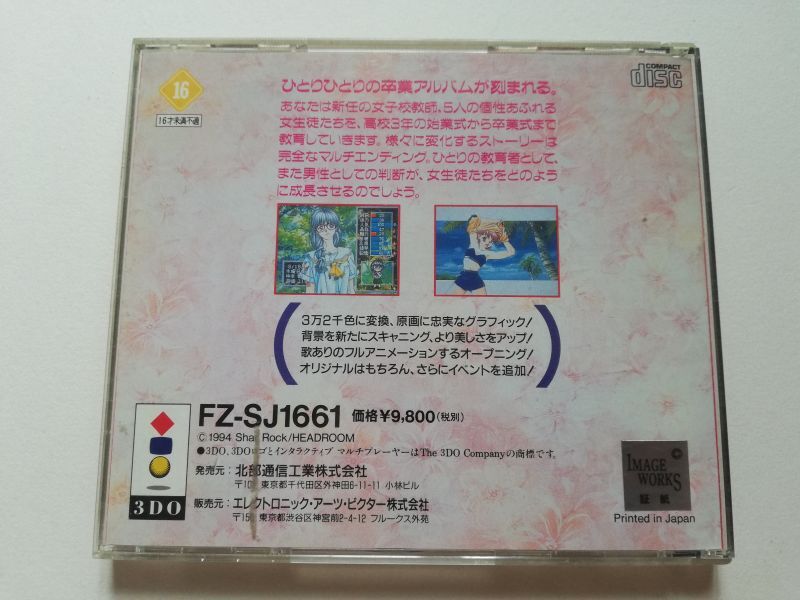 16
16才未満不適
COMPACT
disc
ひとりひとりの卒業アルバムが刻まれる。
あなたは新任の女子校教師。5人の個性あふれる
女生徒たちを、高校3年の始業式から卒業式まで
教育していきます。様々に変化するストーリーは
完全なマルチエンディング。ひとりの教育者として、
また男性としての判断が、女生徒たちをどのよう
に成長させるのでしょう。
3万2千色に変換、原画に忠実なグラフィック!
背景を新たにスキャニング、より美しさをアップ!
歌ありのフルアニメーションするオープニング!
オリジナルはもちろん、さらにイベントを追加!
FZ-SJ1661 価格¥9,800(税別)
©1994 Sha Rock/HEADROOM
●3DO、3DOロゴとインタラクティブ マルチプレーヤーはThe 3DO Companyの商標です。
発売元:北部通信工業株式会社
〒10 東京都千代田区外神田6-11-11 小林ビル
販売元:エレクトロニック・アーツ・ビクター株式会社
〒15 東京都渋谷区神宮前2-4-12 フルークス外苑
3DO
IMAGE
WORKS
証紙
Printed in Japan